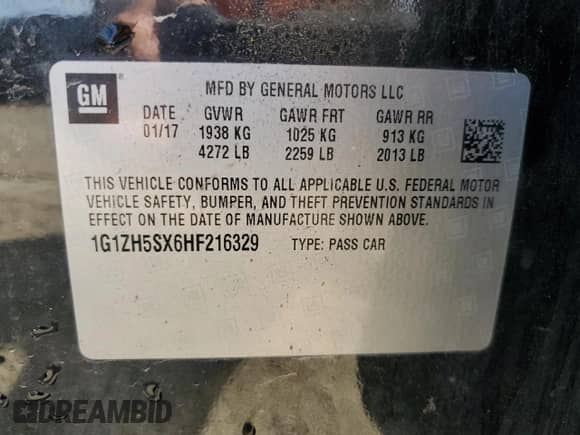 GM ®
MFD BY GENERAL MOTORS LLC
DATE GVWR GAWR FRT GAWR RR
01/17 1938 KG 1025 KG 913 KG
4272 LB 2259 LB 2013 LB
THIS VEHICLE CONFORMS TO ALL APPLICABLE U.S. FEDERAL MOTOR
VEHICLE SAFETY, BUMPER, AND THEFT PREVENTION STANDARDS IN
EFFECT ON THE DATE OF MANUFACTURE SHOWN ABOVE.
1G1ZH5SX6HF216329 TYPE: PASS CAR
DREAMBID